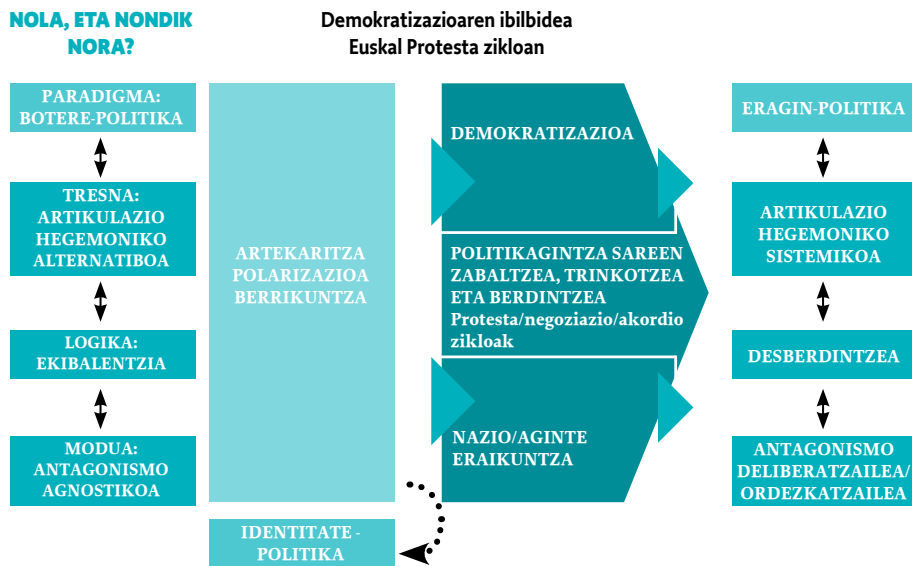 NOLA, ETA NONDIK
NORA?
Demokratizazioaren ibilbidea
Euskal Protesta zikloan
PARADIGMA:
BOTERE-POLITIKA
TRESNA:
ARTIKULAZIO
HEGEMONIKO
ALTERNATIBOA
LOGIKA:
EKIBALENTZIA
MODUA:
ANTAGONISMO
AGNOSTIKOA
ARTEKARITZA
POLARIZAZIOA
BERRIKUNTZA
IDENTITATE-
POLITIKA
DEMOKRATIZAZIOA
POLITIKAGINTZA SAREEN
ZABALTZEA, TRINKOTZEA
ETA BERDINTZEA
Protesta/negoziazio/akordio
zikloak
NAZIO/AGINTE
ERAIKUNTZA
ERAGIN-POLITIKA
ARTIKULAZIO
HEGEMONIKO
SISTEMIKOA
DESBERDINTZEA
ANTAGONISMO
DELIBERATZAILEA/
ORDEZKATZAILEA